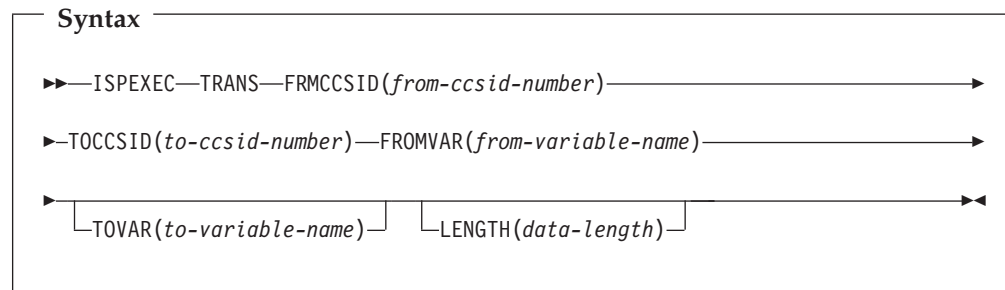 Syntax
ISPEXEC TRANS FRMCCSID(from-ccsid-number)
TOCCSID(to-ccsid-number) FROMVAR(from-variable-name)
TOVAR(to-variable-name) LENGTH(data-length)